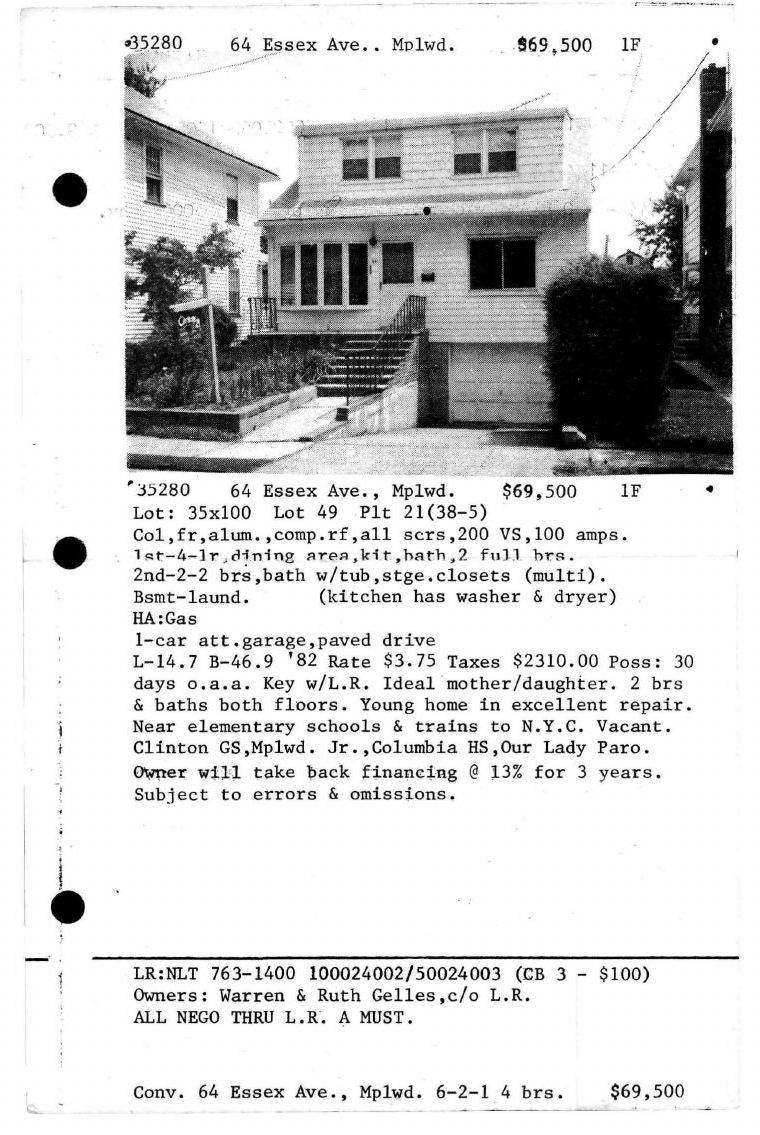 35280 64 Essex Ave.. Mplwd. $69,500 1F
35280 64 Essex Ave., Mplwd. $69,500 1F
Lot: 35x100 Lot 49 Plt 21(38-5)
Col,fr,alum.,comp.rf,all scrs,200 VS,100 amps.
1st-4-lr,dining area,kit,bath,2 full brs.
2nd-2-2 brs,bath w/tub,stge.closets (multi).
Bsmt-laund. (kitchen has washer & dryer)
HA:Gas
1-car att.garage,paved drive
L-14.7 B-46.9 '82 Rate $3.75 Taxes $2310.00 Poss: 30
days o.a.a. Key w/L.R. Ideal mother/daughter. 2 brs
& baths both floors. Young home in excellent repair.
Near elementary schools & trains to N.Y.C. Vacant.
Clinton GS,Mplwd. Jr.,Columbia HS,Our Lady Paro.
Owner will take back financing @ 13% for 3 years.
Subject to errors & omissions.
LR:NLT 763-1400 100024002/50024003 (CB 3 - $100)
Owners: Warren & Ruth Gelles,c/o L.R.
ALL NEGO THRU L.R. A MUST.
Conv. 64 Essex Ave., Mplwd. 6-2-1 4 brs. $69,500